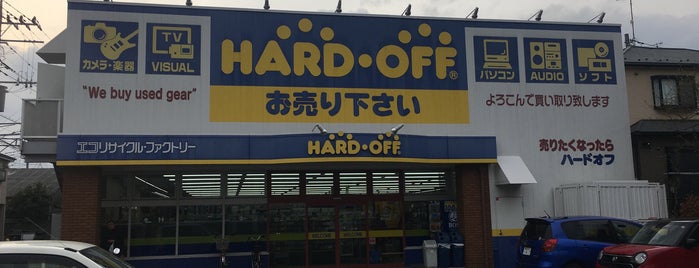 カメラ・楽器
TV
VISUAL
HARD・OFF®
お売り下さい
パソコン
AUDIO
ソフト
"We buy used gear"
よろこんで買い取り致します
エコリサイクル・ファクトリー
HARD・OFF
売りたくなったら
ハードオフ
WELCOME
WELCOME